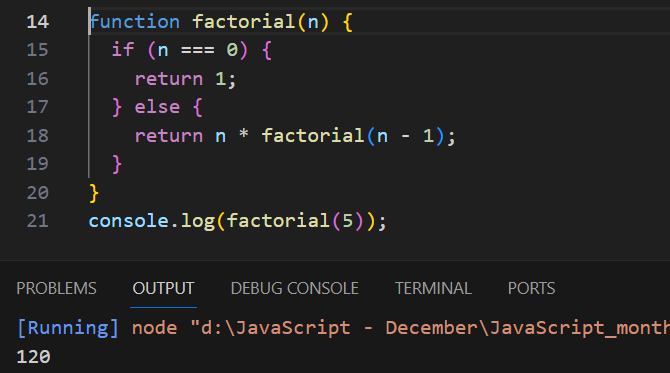 14 function factorial(n) {
15 if (n === 0) {
16 return 1;
17 } else {
18 return n * factorial(n - 1);
19 }
20 }
21 console.log(factorial(5));
PROBLEMS OUTPUT DEBUG CONSOLE TERMINAL PORTS
[Running] node "d:\JavaScript - December\JavaScript_month
120